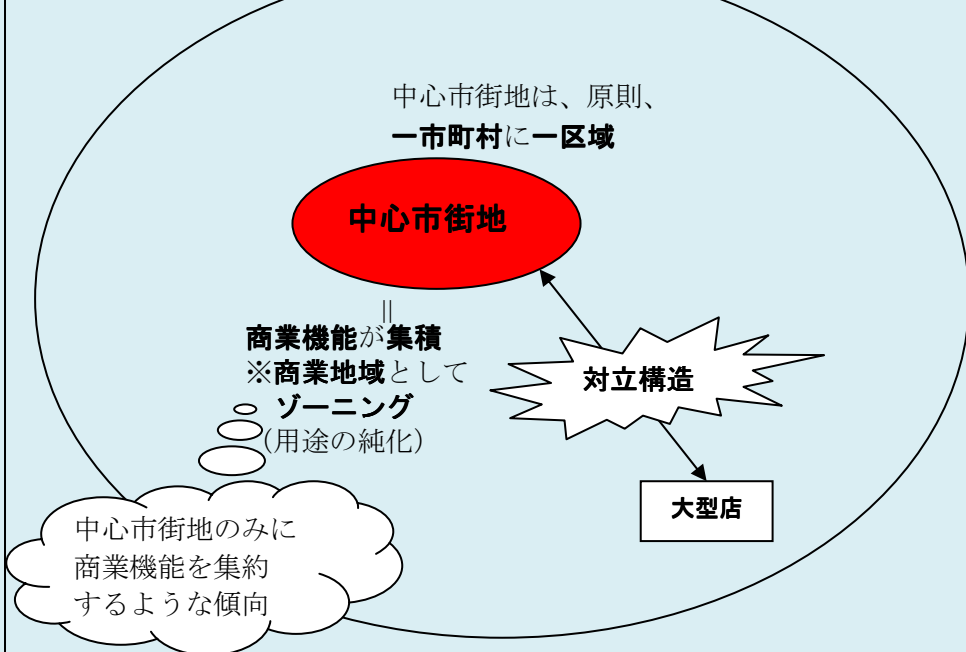 中心市街地は、原則、
一市町村に一区域
中心市街地
||
商業機能が集積
※商業地域として
ゾーニング
(用途の純化)
対立構造
大型店
中心市街地のみに
商業機能を集約
するような傾向